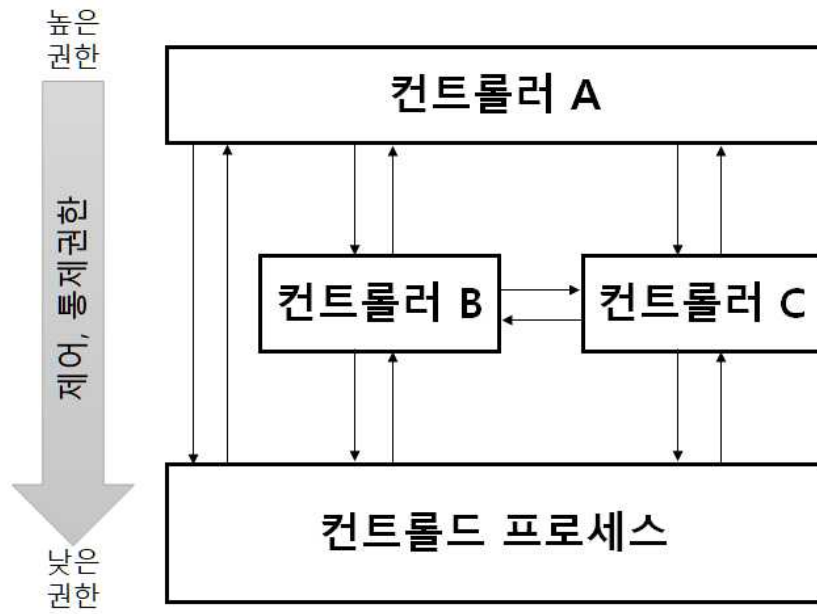 높은
권한
컨트롤러 A
제어, 통제권한
컨트롤러 B
컨트롤러 C
컨트롤드 프로세스
낮은
권한